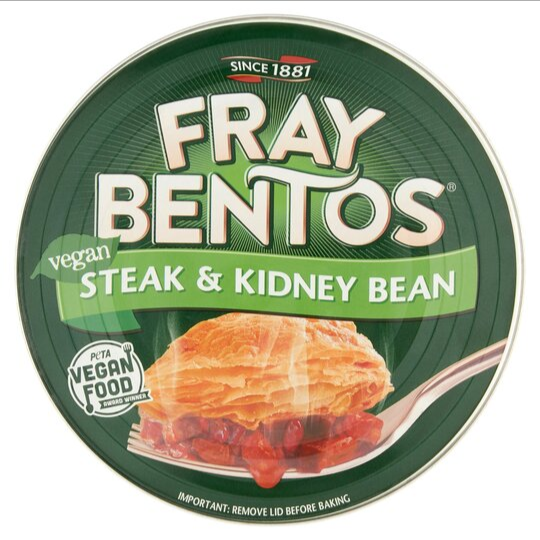 SINCE 1881
FRAY
BENTOS®
vegan
STEAK & KIDNEY BEAN
PeTA
VEGAN
FOOD
AWARD WINNER
IMPORTANT: REMOVE LID BEFORE BAKING